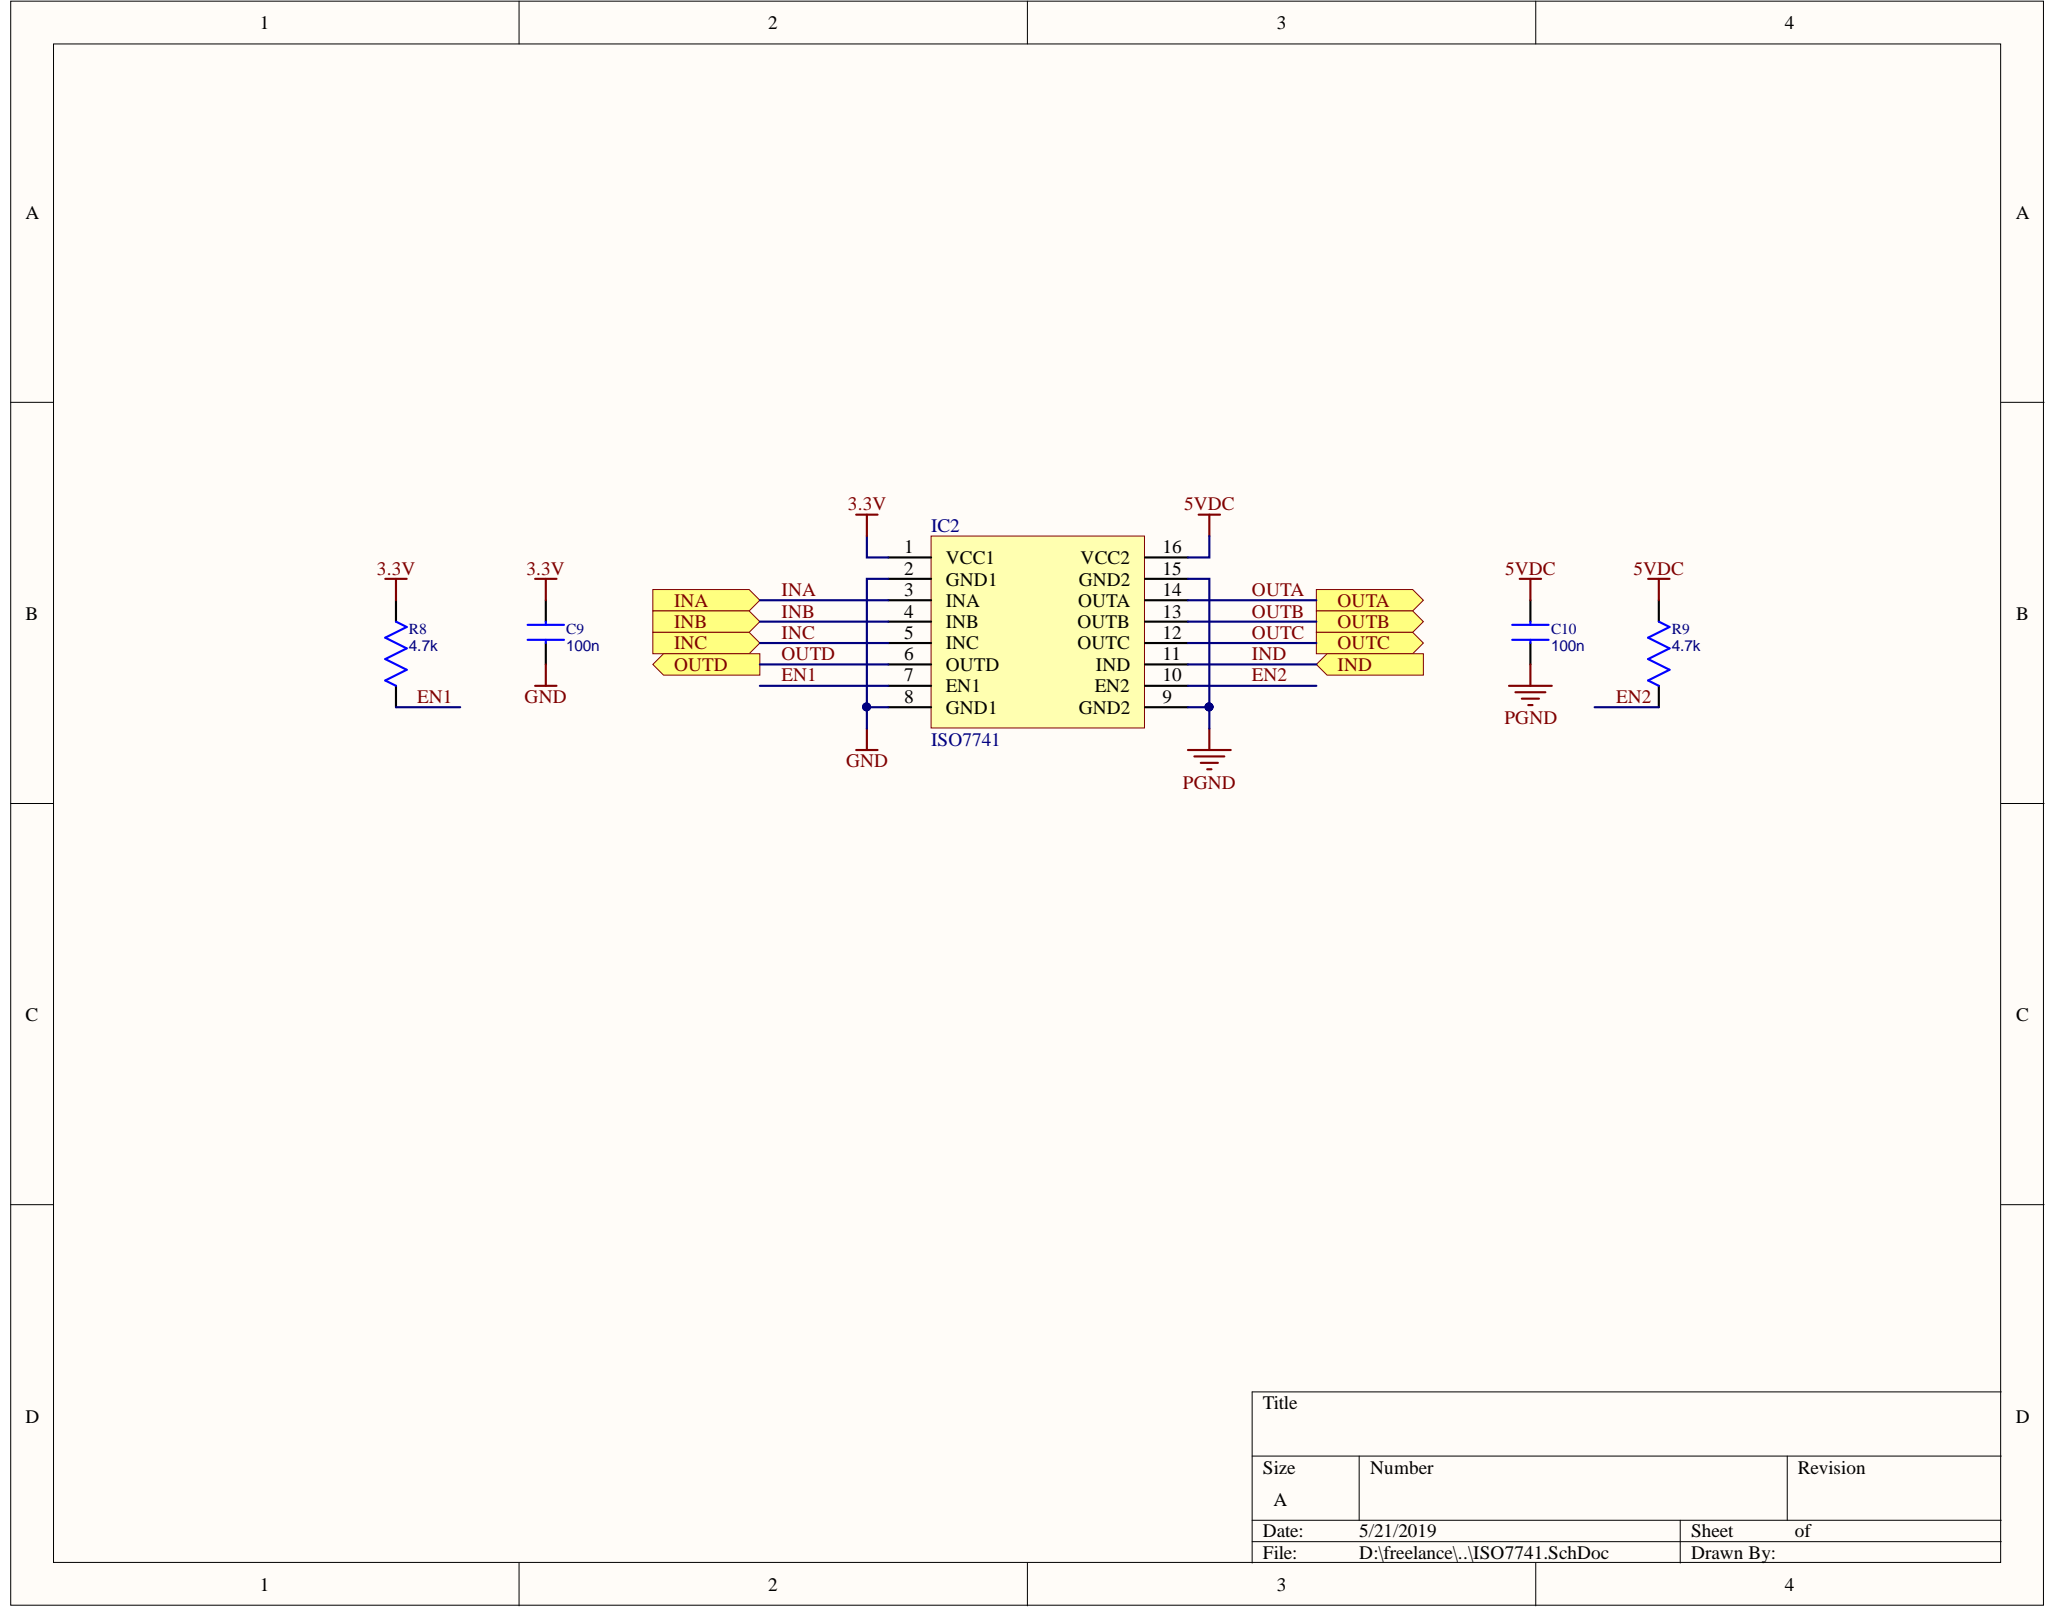 1 2 3 4
A A
3.3V 5VDC
IC2
1 VCC1 VCC2 16
3.3V 3.3V 2 GND1 GND2 15 5VDC 5VDC
INA INA 3 INA OUTA 14 OUTA OUTA
B INB INB 4 INB OUTB 13 OUTB OUTB B
R8 C9 INC INC 5 INC OUTC 12 OUTC OUTC C10 R9
4.7k 100n 100n 4.7k
OUTD OUTD 6 OUTD IND 11 IND IND
EN1 7 EN1 EN2 10 EN2
EN1 GND 8 GND1 GND2 9 EN2
PGND
ISO7741
GND
PGND
C C
Title
D D
Size Number Revision
A
Date: 5/21/2019 Sheet of
File: D:\freelance\..\ISO7741.SchDoc Drawn By:
1 2 3 4